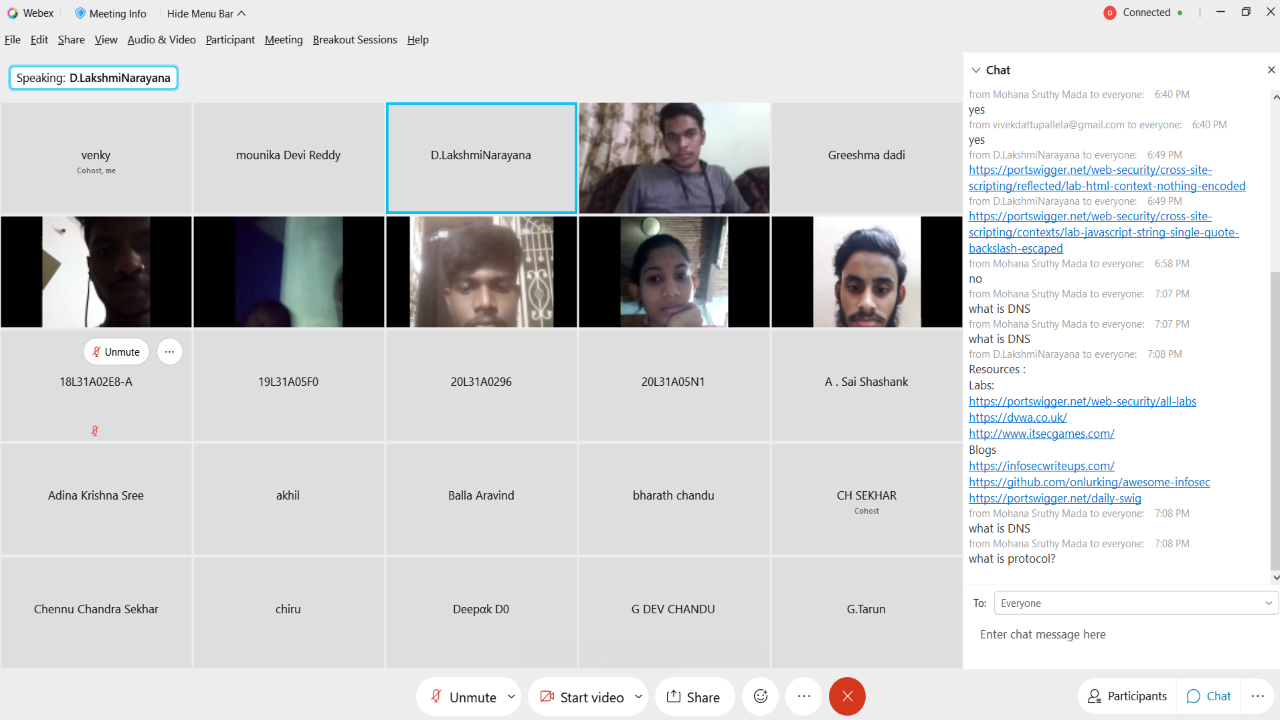 Webex
Meeting Info
Hide Menu Bar
Connected
File Edit Share View Audio & Video Participant Meeting Breakout Sessions Help
Speaking: D.LakshmiNarayana
venky
Cohost, me
mounika Devi Reddy
D.LakshmiNarayana
Greeshma dadi
Unmute
18L31A02E8-A
19L31A05F0
20L31A0296
20L31A05N1
A . Sai Shashank
Adina Krishna Sree
akhil
Balla Aravind
bharath chandu
CH SEKHAR
Cohost
Chennu Chandra Sekhar
chiru
Deepak D0
G DEV CHANDU
G.Tarun
Chat
from Mohana Sruthy Mada to everyone: 6:40 PM
yes
from vivekdattupallela@gmail.com to everyone: 6:40 PM
yes
from D.LakshmiNarayana to everyone: 6:49 PM
https://portswigger.net/web-security/cross-site-
scripting/reflected/lab-html-context-nothing-encoded
from D.LakshmiNarayana to everyone: 6:49 PM
https://portswigger.net/web-security/cross-site-
scripting/contexts/lab-javascript-string-single-quote-
backslash-escaped
from Mohana Sruthy Mada to everyone: 6:58 PM
no
from Mohana Sruthy Mada to everyone: 7:07 PM
what is DNS
from Mohana Sruthy Mada to everyone: 7:07 PM
what is DNS
from D.LakshmiNarayana to everyone: 7:08 PM
Resources :
Labs:
https://portswigger.net/web-security/all-labs
https://dvwa.co.uk/
http://www.itsecgames.com/
Blogs
https://infosecwriteups.com/
https://github.com/onlurking/awesome-infosec
https://portswigger.net/daily-swig
from Mohana Sruthy Mada to everyone: 7:08 PM
what is DNS
from Mohana Sruthy Mada to everyone: 7:08 PM
what is protocol?
To: Everyone
Enter chat message here
Unmute
Start video
Share
Participants
Chat